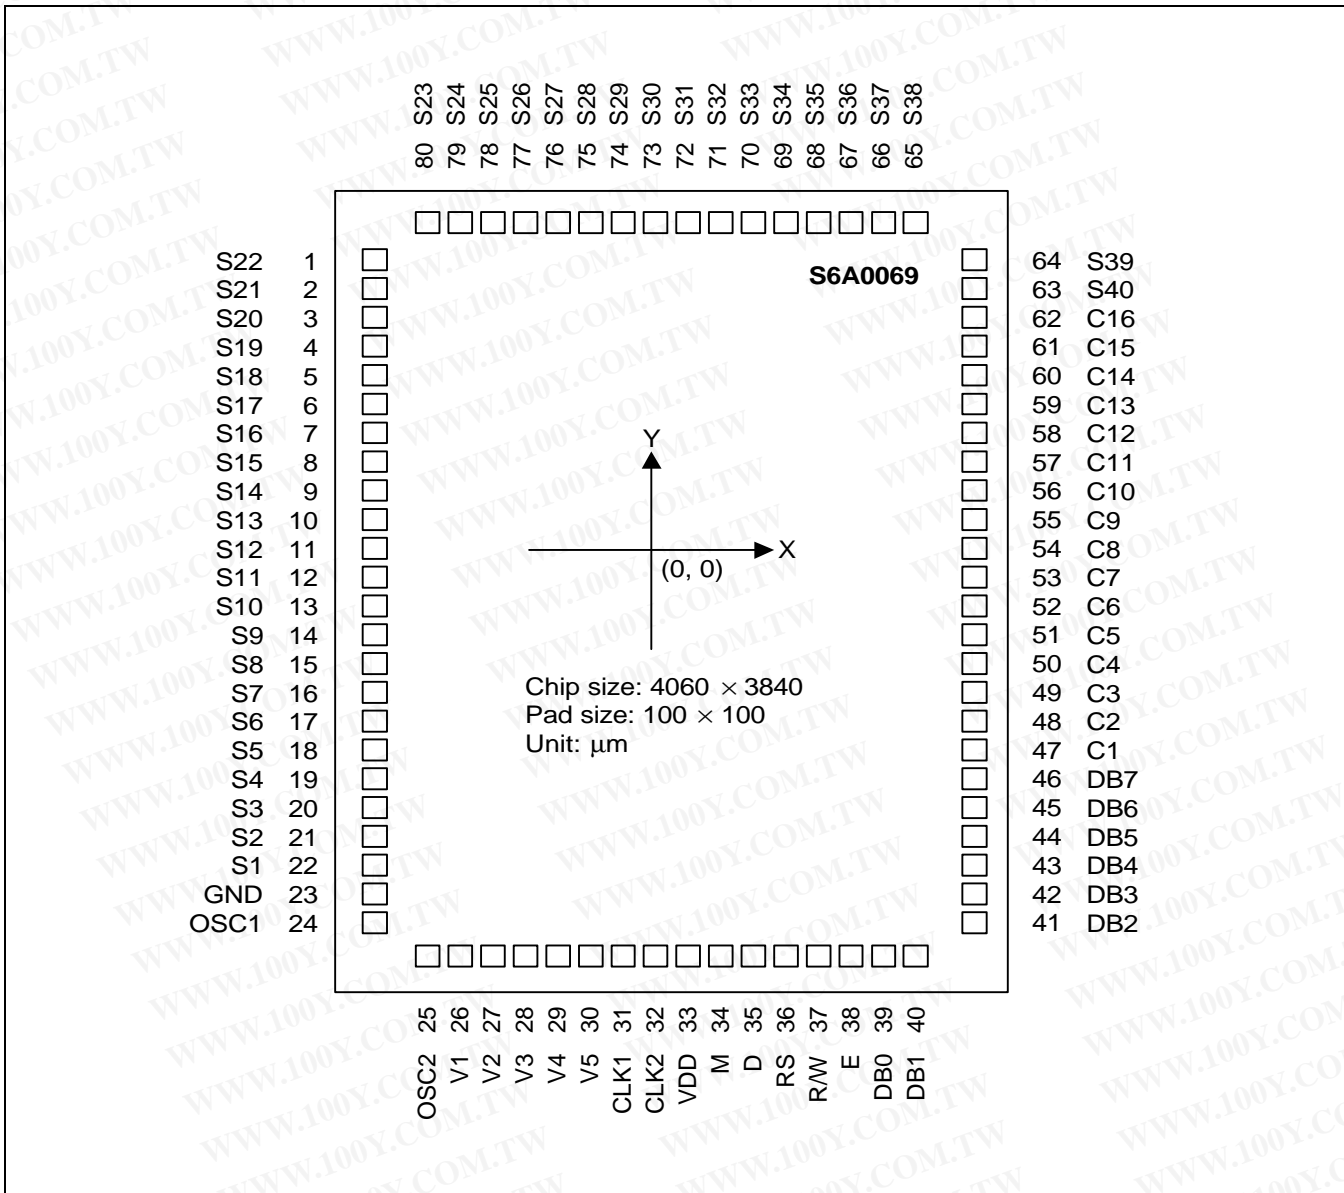 80 S23
79 S24
78 S25
77 S26
76 S27
75 S28
74 S29
73 S30
72 S31
71 S32
70 S33
69 S34
68 S35
67 S36
66 S37
65 S38
S6A0069
S22 1
S21 2
S20 3
S19 4
S18 5
S17 6
S16 7
S15 8
S14 9
S13 10
S12 11
S11 12
S10 13
S9 14
S8 15
S7 16
S6 17
S5 18
S4 19
S3 20
S2 21
S1 22
GND 23
OSC1 24
Y
X
(0, 0)
Chip size: 4060 × 3840
Pad size: 100 × 100
Unit: μm
64 S39
63 S40
62 C16
61 C15
60 C14
59 C13
58 C12
57 C11
56 C10
55 C9
54 C8
53 C7
52 C6
51 C5
50 C4
49 C3
48 C2
47 C1
46 DB7
45 DB6
44 DB5
43 DB4
42 DB3
41 DB2
OSC2 25
V1 26
V2 27
V3 28
V4 29
V5 30
CLK1 31
CLK2 32
VDD 33
M 34
D 35
RS 36
R/W 37
E 38
DB0 39
DB1 40
WWW.100Y.COM.TW